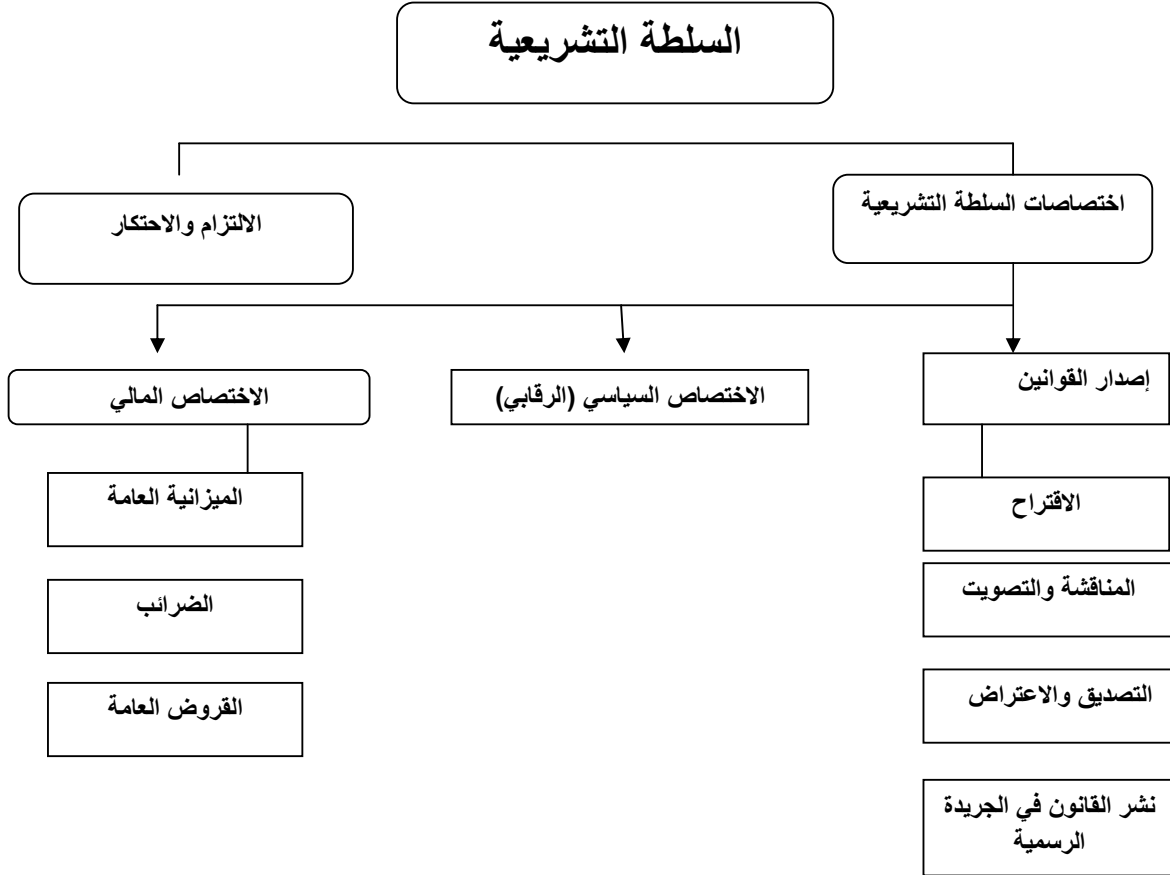 السلطة التشريعية
اختصاصات السلطة التشريعية
الالتزام والاحتكار
إصدار القوانين
الاختصاص السياسي (الرقابي)
الاختصاص المالي
الاقتراح
المناقشة والتصويت
التصديق والاعتراض
نشر القانون في الجريدة
الرسمية
الميزانية العامة
الضرائب
القروض العامة